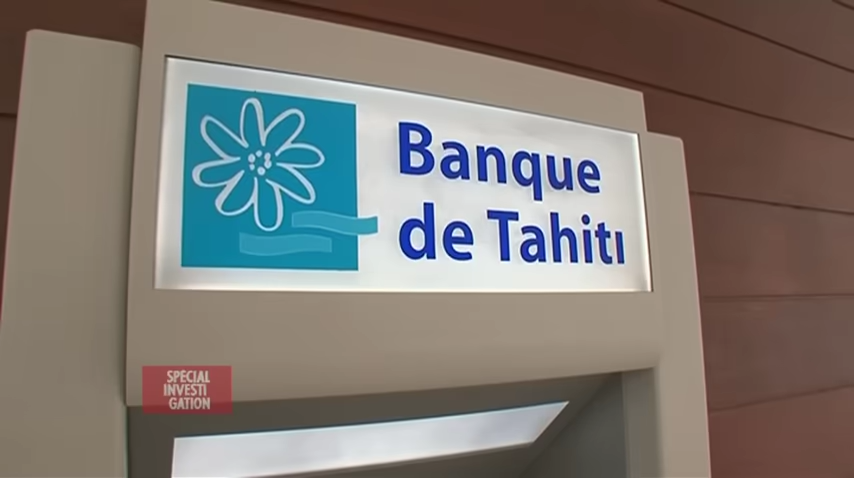 Banque
de Tahiti
SPECIAL
INVESTI
GATION